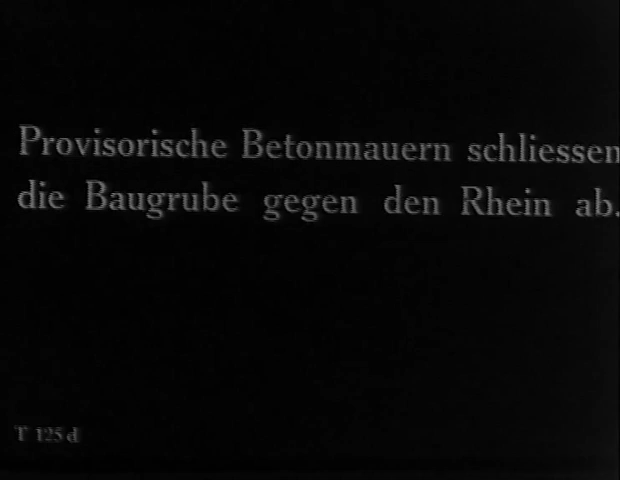 Provisorische Betonmauern schliessen
die Baugrube gegen den Rhein ab.
T 125 d